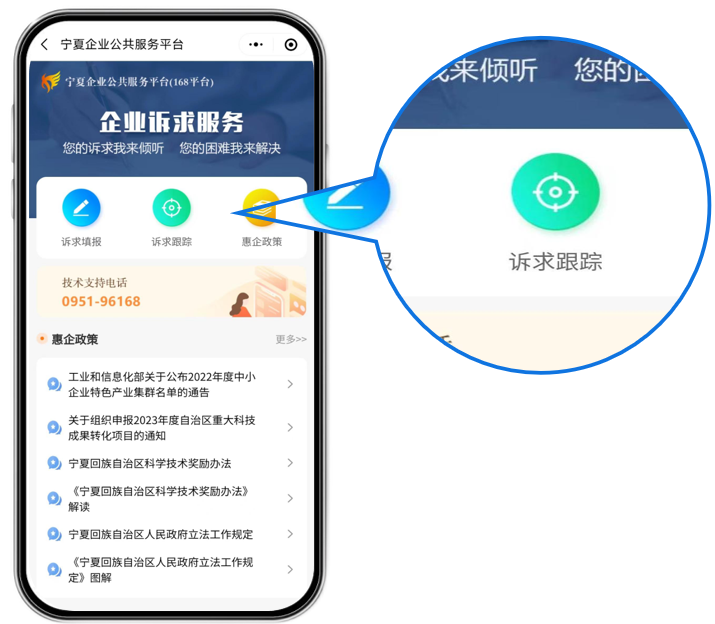 宁夏企业公共服务平台
宁夏企业公共服务平台(168平台)
企业诉求服务
您的诉求我来倾听 您的困难我来解决
诉求填报 诉求跟踪 惠企政策
技术支持电话
0951-96168
惠企政策 更多>>
工业和信息化部关于公布2022年度中小
企业特色产业集群名单的通告
关于组织申报2023年度自治区重大科技
成果转化项目的通知
宁夏回族自治区科学技术奖励办法
《宁夏回族自治区科学技术奖励办法》
解读
宁夏回族自治区人民政府立法工作规定
《宁夏回族自治区人民政府立法工作规
定》图解
我来倾听 您的困
报 诉求跟踪